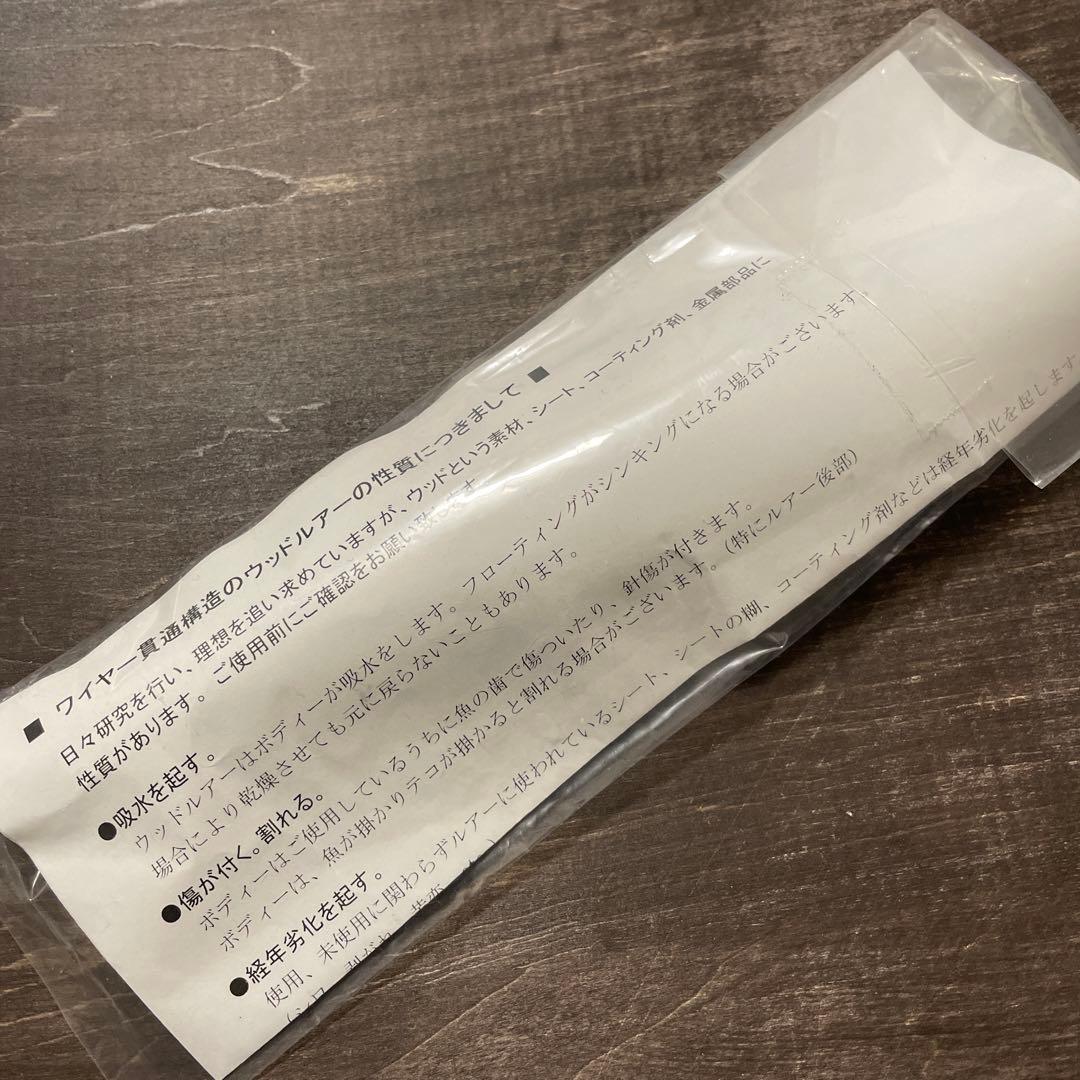 ■ ワイヤー貫通構造のウッドルアーの性質につきまして ■
日々研究を行い、理想を追い求めていますが、ウッドという素材、シート、コーティング剤、金属部品に
性質があります。ご使用前にご確認をお願い致します。
●吸水を起す。
ウッドルアーはボディーが吸水をします。フローティングがシンキングになる場合がございます
場合により乾燥させても元に戻らないこともあります。
●傷が付く。割れる。
ボディーはご使用しているうちに魚の歯で傷ついたり、針傷が付きます。
ボディーは、魚が掛かりテコが掛かると割れる場合がございます。（特にルアー後部）
●経年劣化を起す。
使用、未使用に関わらずルアーに使われているシート、シートの糊、コーティング剤などは経年劣化を起します